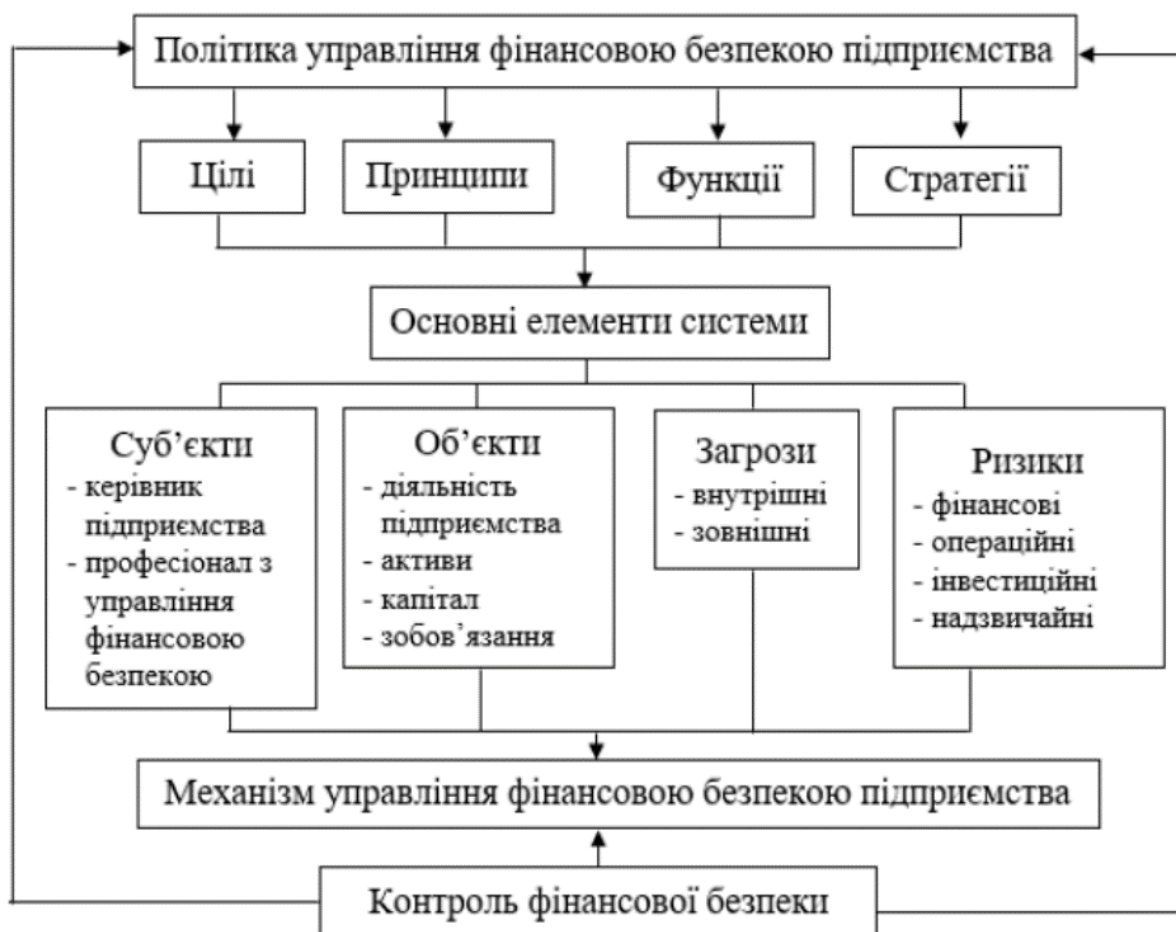 Політика управління фінансовою безпекою підприємства
Цілі
Принципи
Функції
Стратегії
Основні елементи системи
Суб’єкти
- керівник
підприємства
- професіонал з
управління
фінансовою
безпекою
Об’єкти
- діяльність
підприємства
- активи
- капітал
- зобов’язання
Загрози
- внутрішні
- зовнішні
Ризики
- фінансові
- операційні
- інвестиційні
- надзвичайні
Механізм управління фінансовою безпекою підприємства
Контроль фінансової безпеки